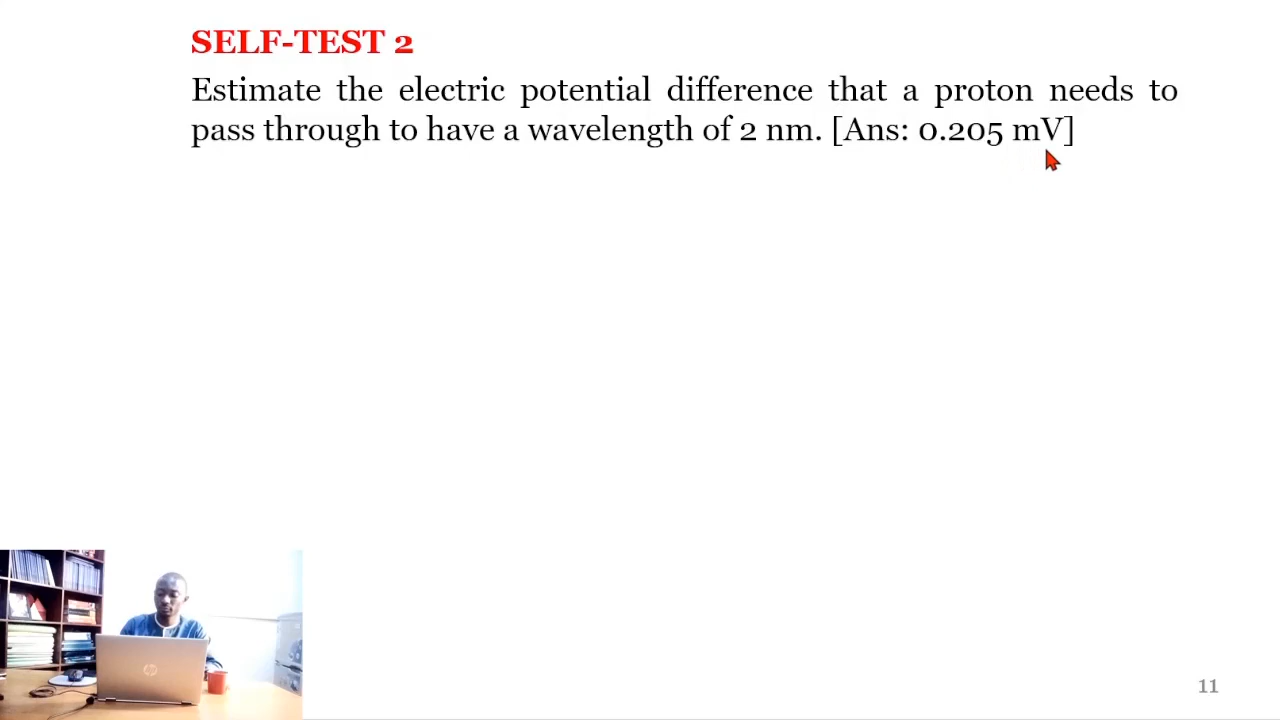 SELF-TEST 2
Estimate the electric potential difference that a proton needs to
pass through to have a wavelength of 2 nm. [Ans: 0.205 mV]
11